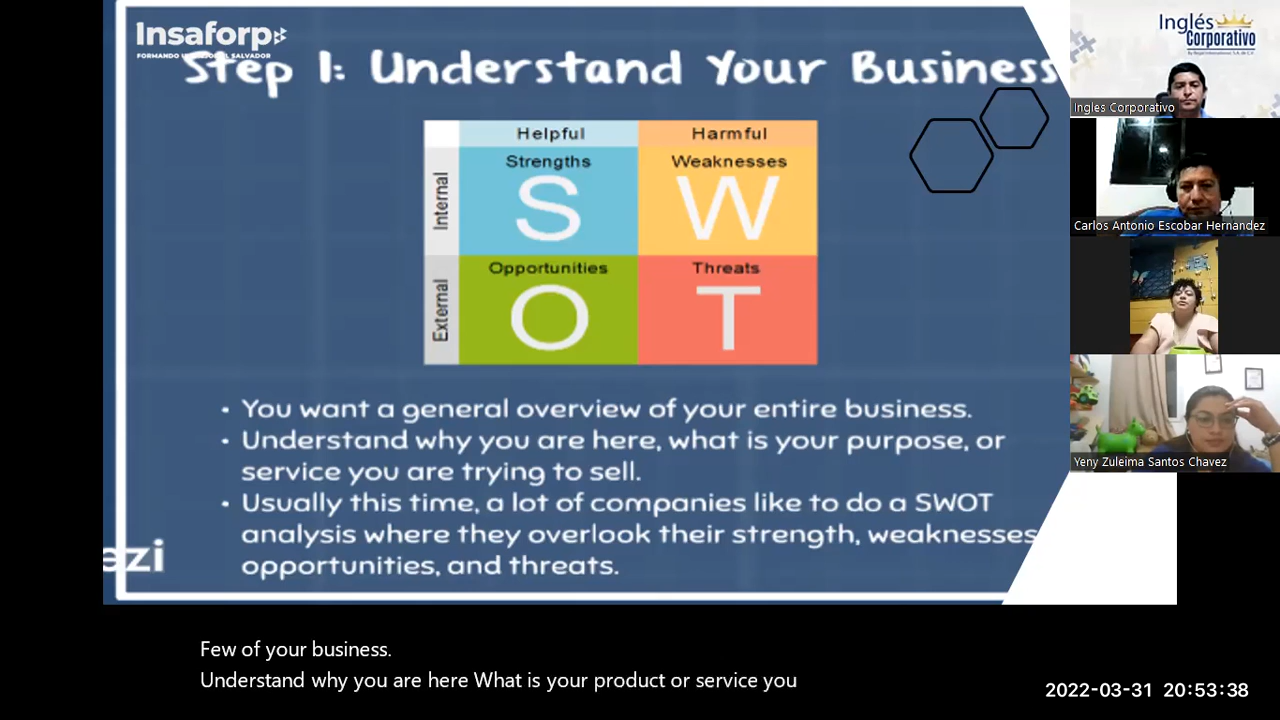 Insaforp
Step 1: Understand Your Business
Helpful
Harmful
Internal
Strengths
S
Weaknesses
W
External
Opportunities
O
Threats
T
• You want a general overview of your entire business.
• Understand why you are here, what is your purpose, or
service you are trying to sell.
• Usually this time, a lot of companies like to do a SWOT
analysis where they overlook their strength, weaknesses
opportunities, and threats.
ezi
Inglés
Corporativo
Ingles Corporativo
Carlos Antonio Escobar Hernandez
Yeny Zuleima Santos Chavez
Few of your business.
Understand why you are here What is your product or service you
2022-03-31 20:53:38